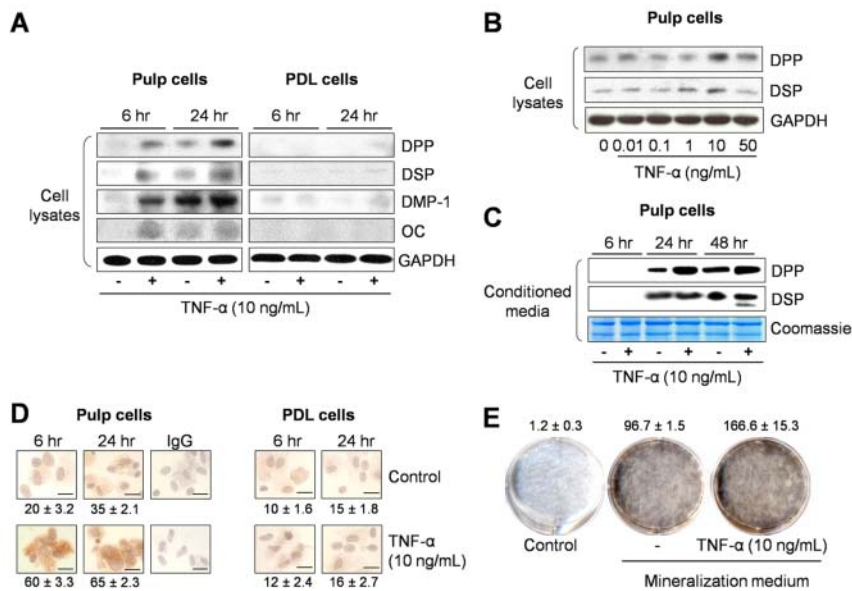 A
Pulp cells PDL cells
6 hr 24 hr 6 hr 24 hr
Cell lysates
DPP
DSP
DMP-1
OC
GAPDH
- + - + - + - +
TNF-α (10 ng/mL)
B
Pulp cells
Cell lysates
DPP
DSP
GAPDH
0 0.01 0.1 1 10 50
TNF-α (ng/mL)
C
Pulp cells
6 hr 24 hr 48 hr
Conditioned media
DPP
DSP
Coomassie
- + - + - +
TNF-α (10 ng/mL)
D
Pulp cells PDL cells
6 hr 24 hr IgG 6 hr 24 hr
Control
20 ± 3.2 35 ± 2.1 10 ± 1.6 15 ± 1.8
TNF-α
(10 ng/mL)
60 ± 3.3 65 ± 2.3 12 ± 2.4 16 ± 2.7
E
1.2 ± 0.3 96.7 ± 1.5 166.6 ± 15.3
Control - TNF-α (10 ng/mL)
Mineralization medium